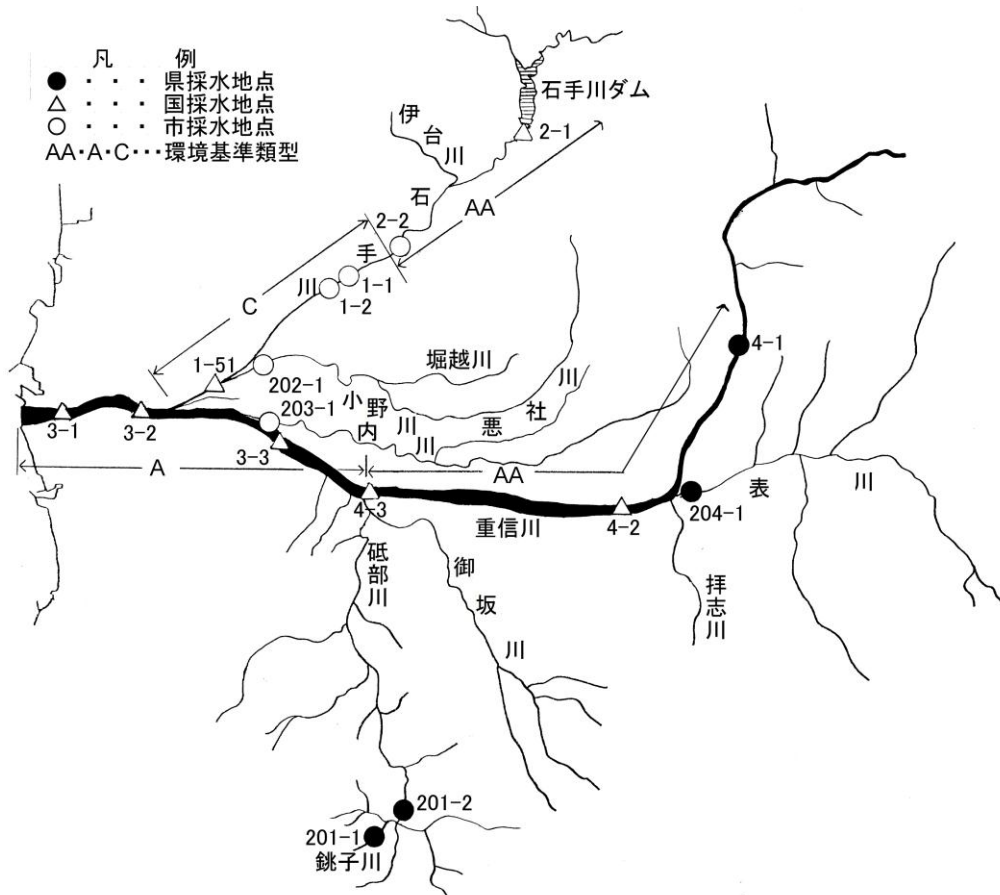 凡 例
● ・ ・ ・ 県採水地点
△ ・ ・ ・ 国採水地点
○ ・ ・ ・ 市採水地点
AA・A・C・・・環境基準類型
石手川ダム
2-1
伊台川
石手川
AA
2-2
1-1
1-2
C
1-51
堀越川
202-1
小野川
悪社川
203-1
内川
4-1
3-1
3-2
3-3
A
AA
4-3
重信川
4-2
204-1
表川
砥部川
御坂川
拝志川
201-2
201-1
銚子川